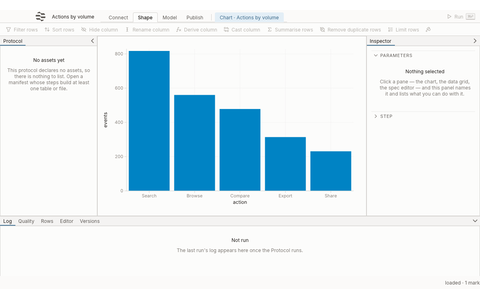 Actions by volume
Connect
Shape
Model
Publish
Chart · Actions by volume
Run
Filter rows
Sort rows
Hide column
Rename column
Derive column
Cast column
Summarize rows
Remove duplicate rows
Limit rows
Protocol
No assets yet
This protocol declares no assets, so
there is nothing to list. Open a
manifest whose steps build at least
one table or file.
events
800
600
400
200
0
Search
Browse
Compare
Export
Share
action
Inspector
PARAMETERS
Nothing selected
Click a pane — the chart, the data grid,
the spec editor — and this panel names
it and lists what you can do with it.
STEP
Log
Quality
Rows
Editor
Versions
Not run
The last run's log appears here once the Protocol runs.
loaded · 1 mark